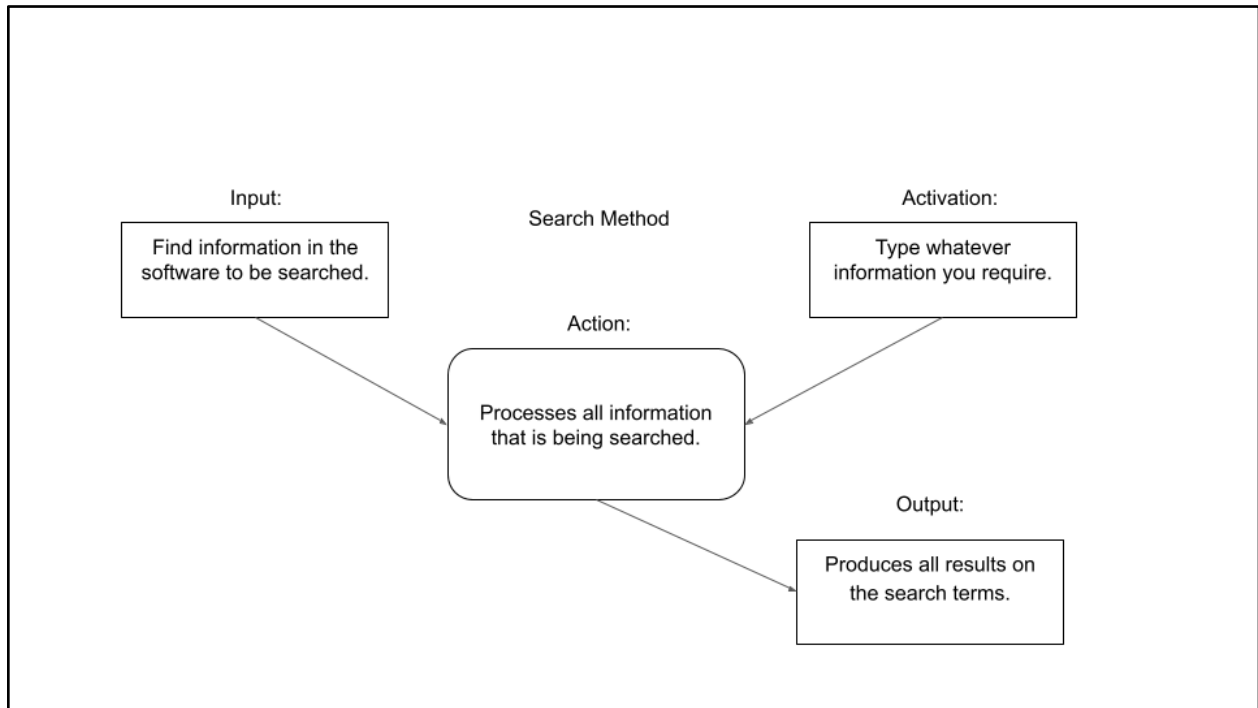 Input:
Find information in the
software to be searched.
Search Method
Activation:
Type whatever
information you require.
Action:
Processes all information
that is being searched.
Output:
Produces all results on
the search terms.